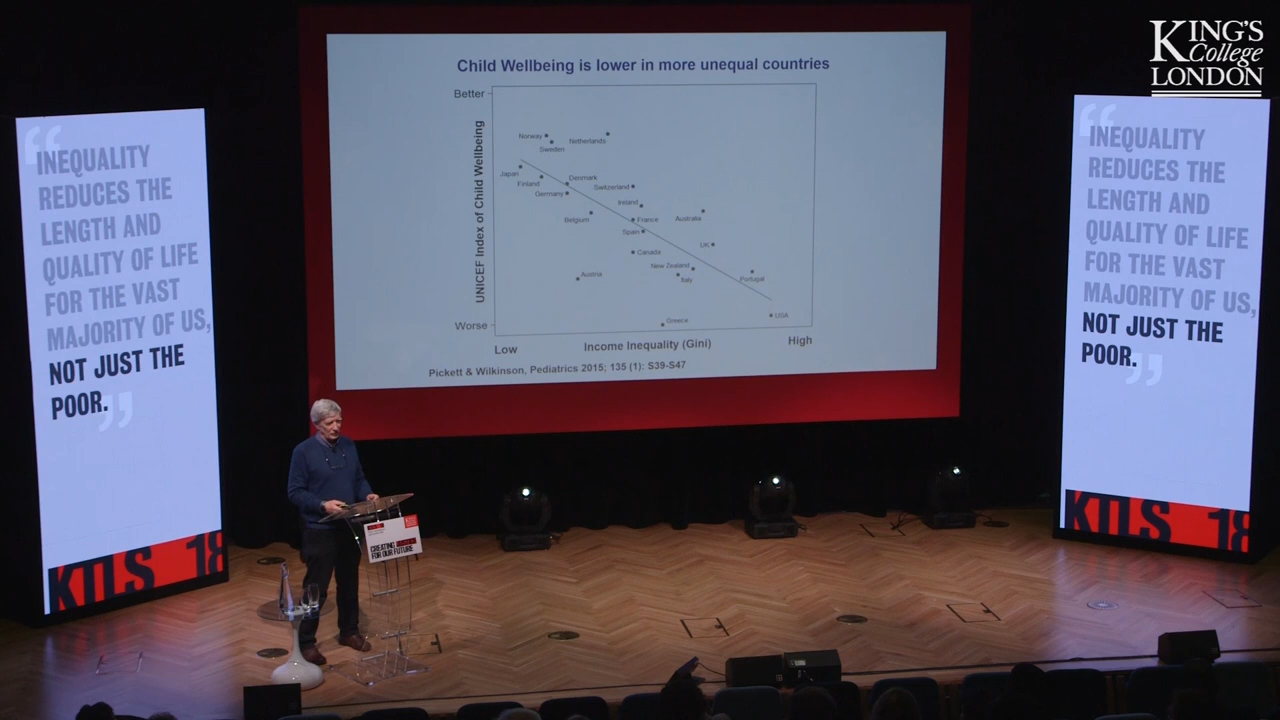 KING'S
College
LONDON
Child Wellbeing is lower in more unequal countries
Better
UNICEF Index of Child Wellbeing
Worse
Norway
Sweden
Netherlands
Japan
Finland
Denmark
Germany
Switzerland
Ireland
Belgium
France
Australia
Spain
UK
Canada
New Zealand
Italy
Portugal
Austria
Greece
USA
Low
Income Inequality (Gini)
High
Pickett & Wilkinson, Pediatrics 2015; 135 (1): S39-S47
“INEQUALITY
REDUCES THE
LENGTH AND
QUALITY OF LIFE
FOR THE VAST
MAJORITY OF US,
NOT JUST THE
POOR.”
KTLS 18
“INEQUALITY
REDUCES THE
LENGTH AND
QUALITY OF LIFE
FOR THE VAST
MAJORITY OF US,
NOT JUST THE
POOR.”
KTLS 18
CREATING
FOR OUR FUTURE